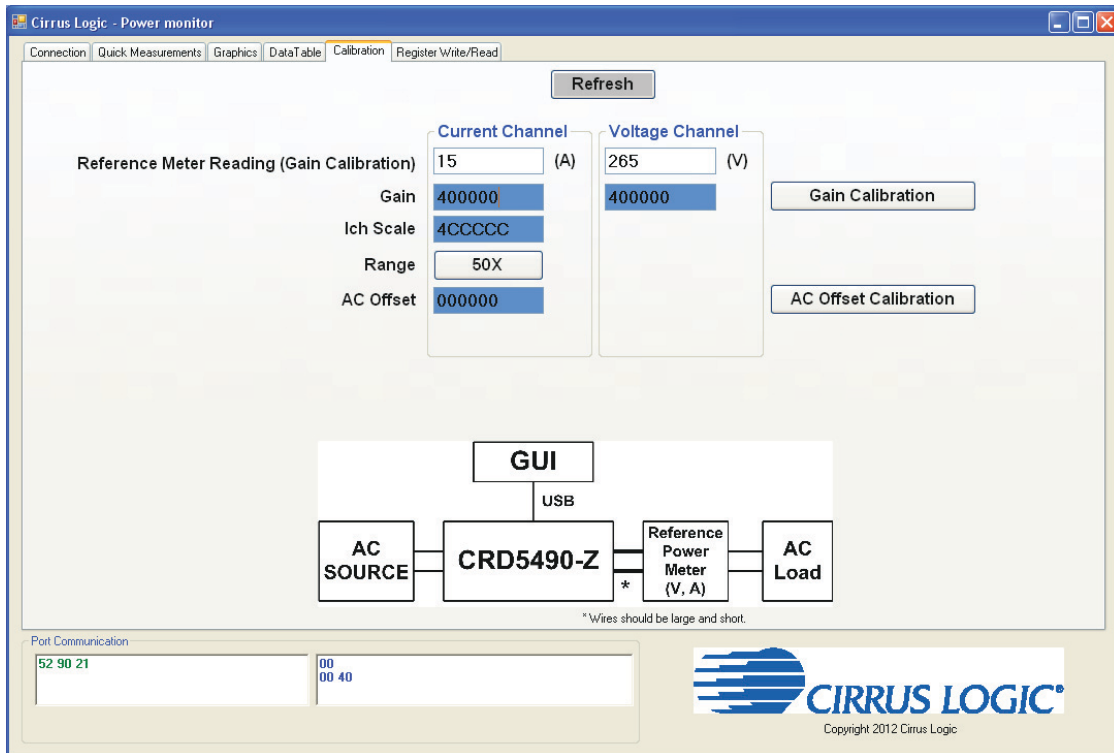 Cirrus Logic - Power monitor
Connection Quick Measurements Graphics DataTable Calibration Register Write/Read
Refresh
Current Channel Voltage Channel
Reference Meter Reading (Gain Calibration) 15 (A) 265 (V)
Gain 400000 400000 Gain Calibration
Ich Scale 4CCCCC
Range 50X
AC Offset 000000 AC Offset Calibration
GUI
USB
AC SOURCE
CRD5490-Z
*
Reference
Power
Meter
(V, A)
AC
Load
* Wires should be large and short.
Port Communication
52 90 21
00
00 40
CIRRUS LOGIC®
Copyright 2012 Cirrus Logic